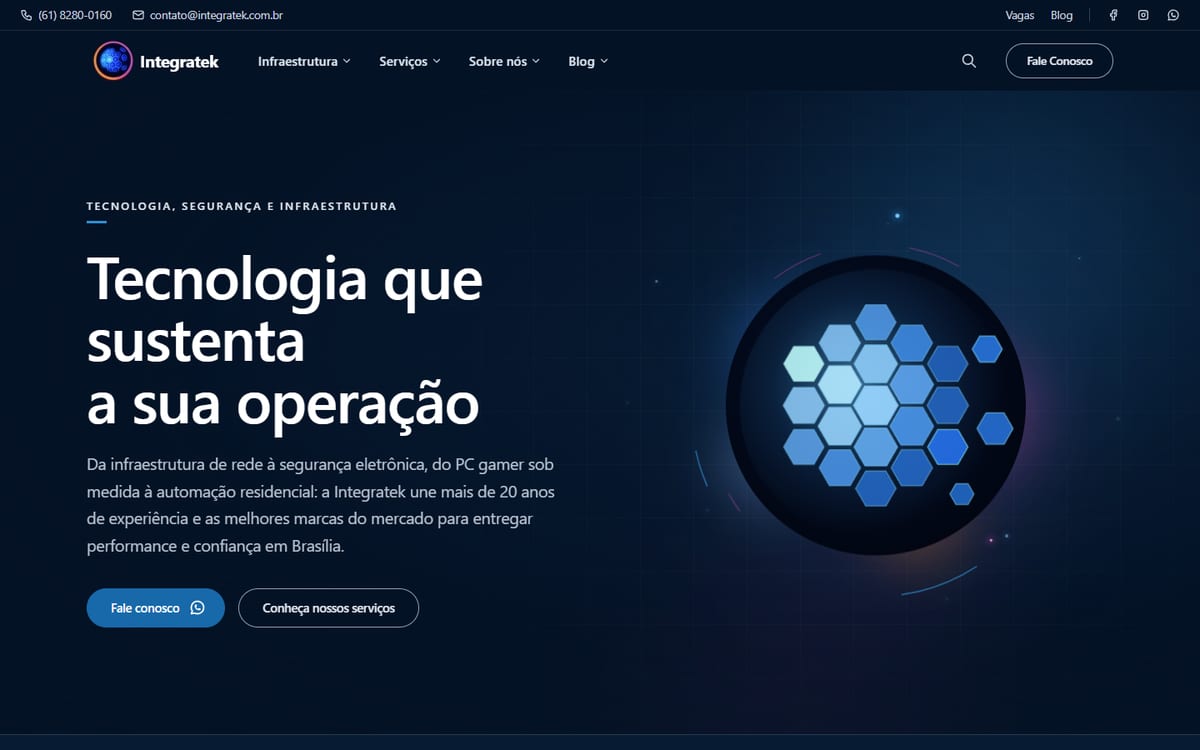 (61) 8280-0160
contato@integratek.com.br
Vagas
Blog
Integratek
Infraestrutura
Serviços
Sobre nós
Blog
Fale Conosco
TECNOLOGIA, SEGURANÇA E INFRAESTRUTURA
Tecnologia que
sustenta
a sua operação
Da infraestrutura de rede à segurança eletrônica, do PC gamer sob
medida à automação residencial: a Integratek une mais de 20 anos
de experiência e as melhores marcas do mercado para entregar
performance e confiança em Brasília.
Fale conosco
Conheça nossos serviços